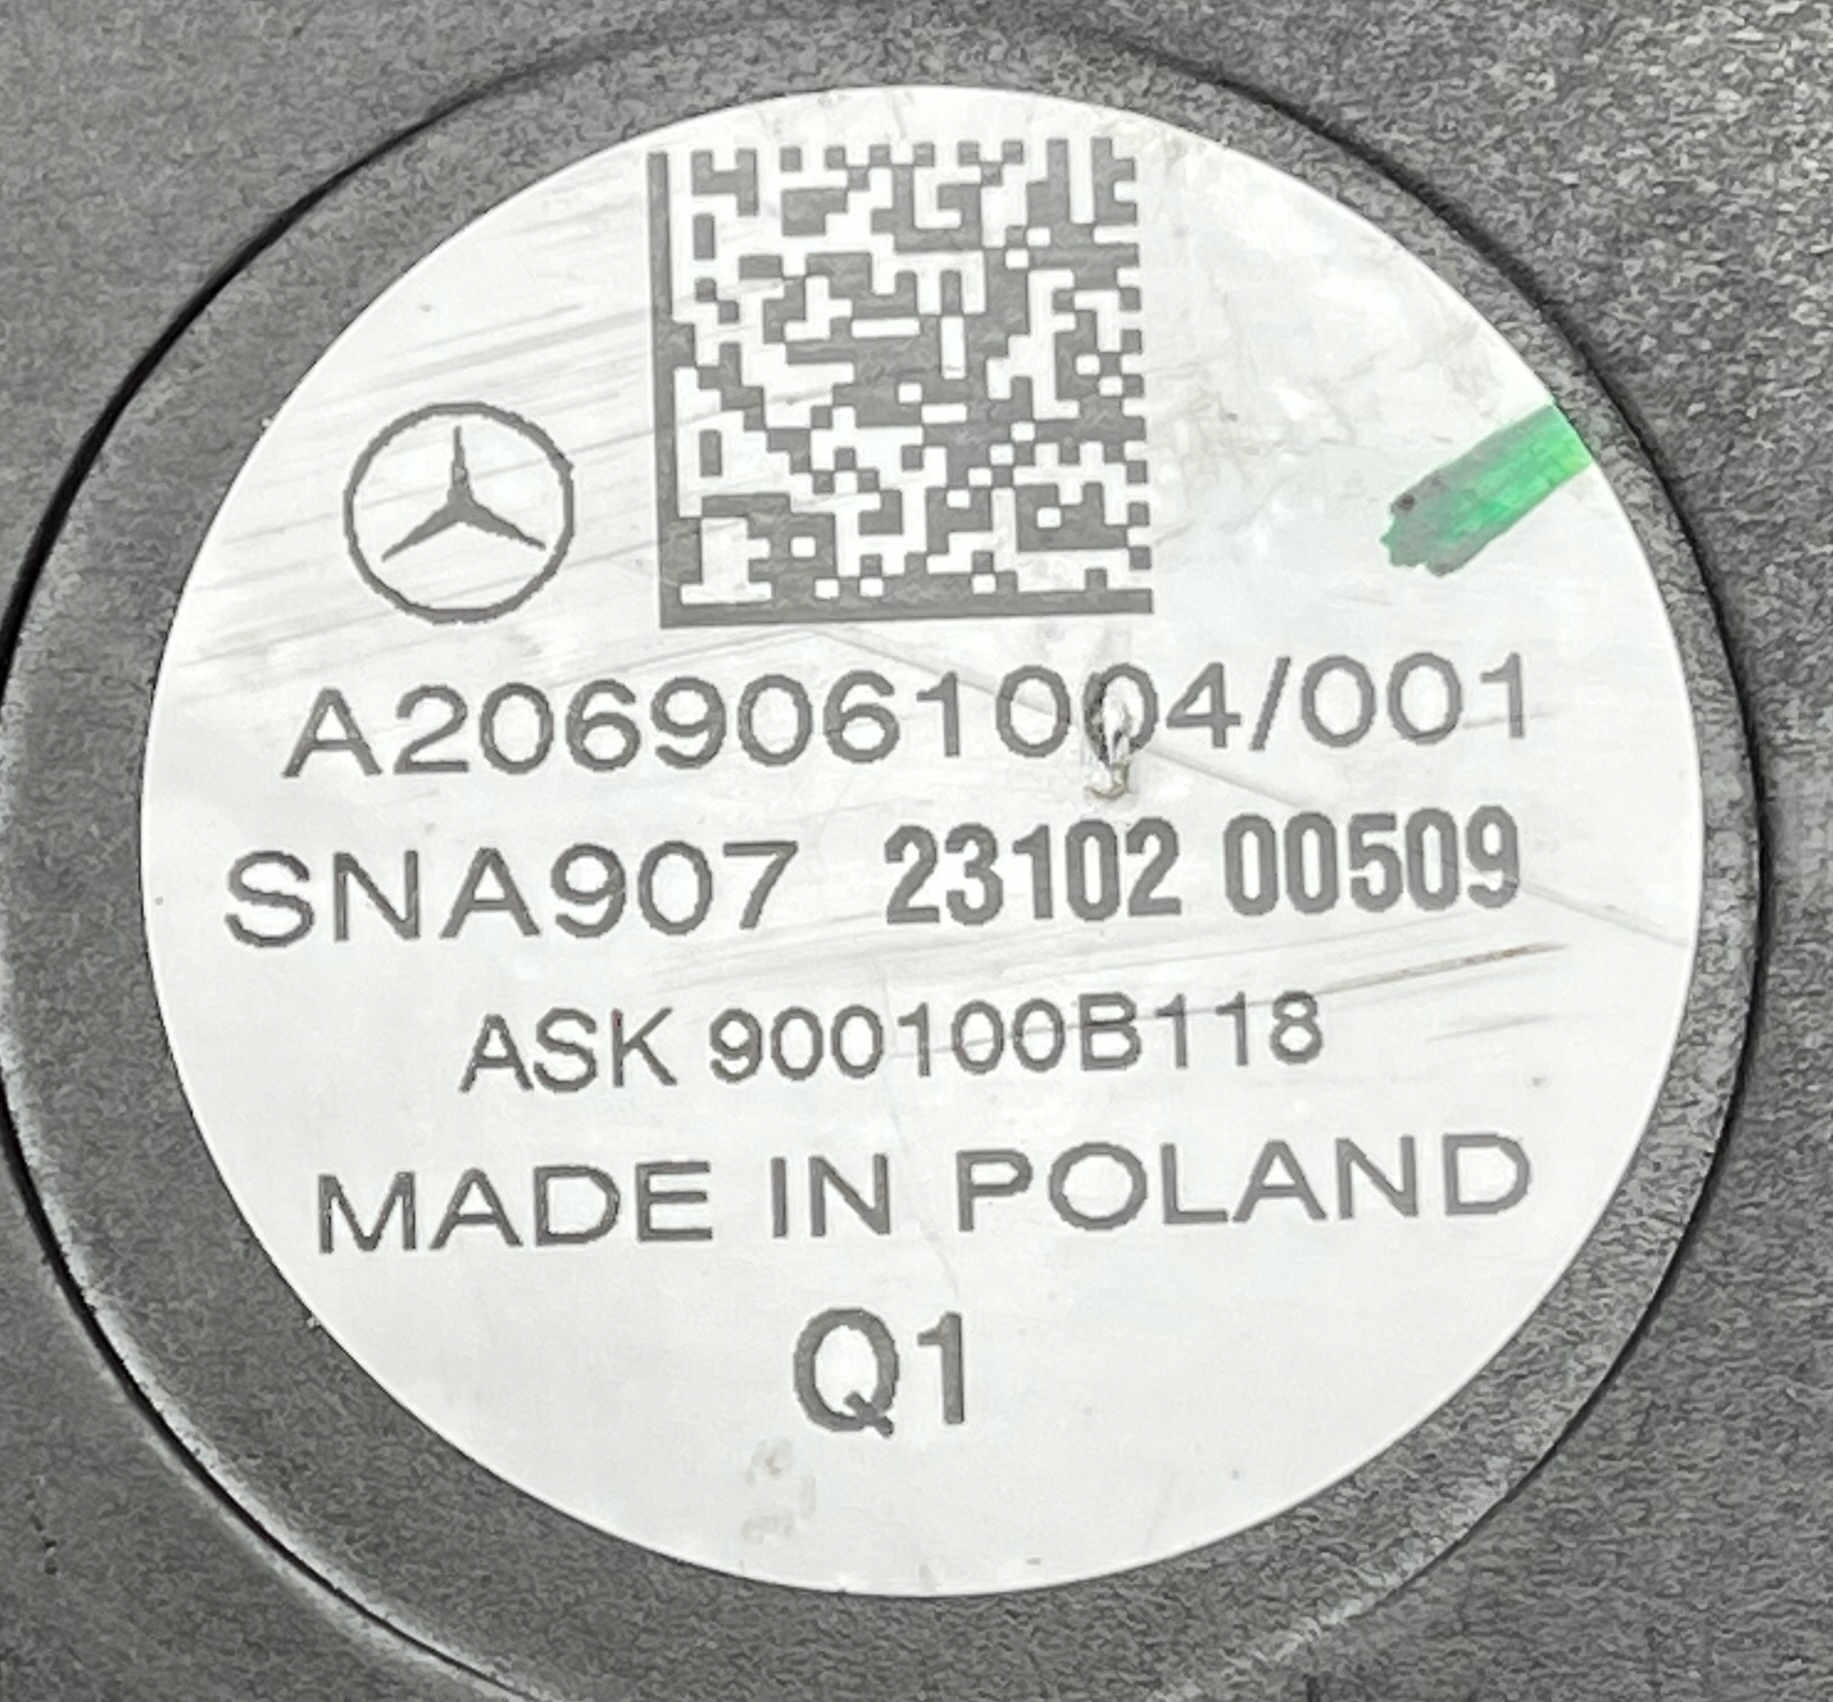 A2069061004/001
SNA907 23102 00509
ASK 900100B118
MADE IN POLAND
Q1